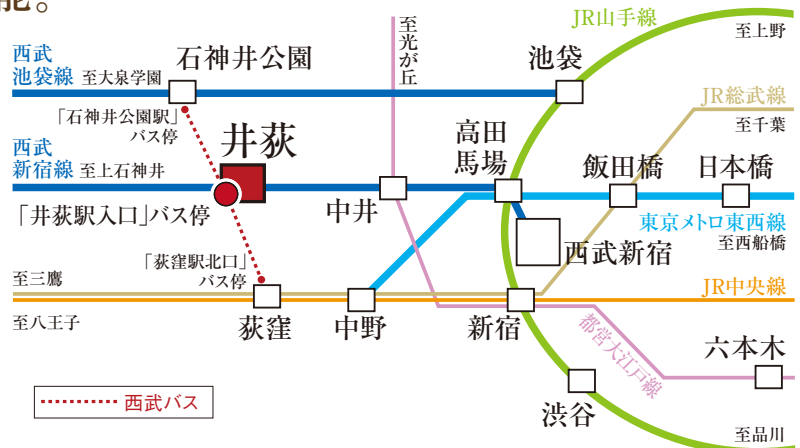 能。
JR山手線
至上野
至光が丘
西武
池袋線 至大泉学園
石神井公園
池袋
JR総武線
至千葉
「石神井公園駅」
バス停
井荻
高田
馬場
飯田橋
日本橋
西武
新宿線 至上石神井
「井荻駅入口」バス停
中井
東京メトロ東西線
至西船橋
西武新宿
「荻窪駅北口」
バス停
至三鷹
JR中央線
至八王子
荻窪
中野
新宿
都営大江戸線
六本木
渋谷
西武バス
至品川